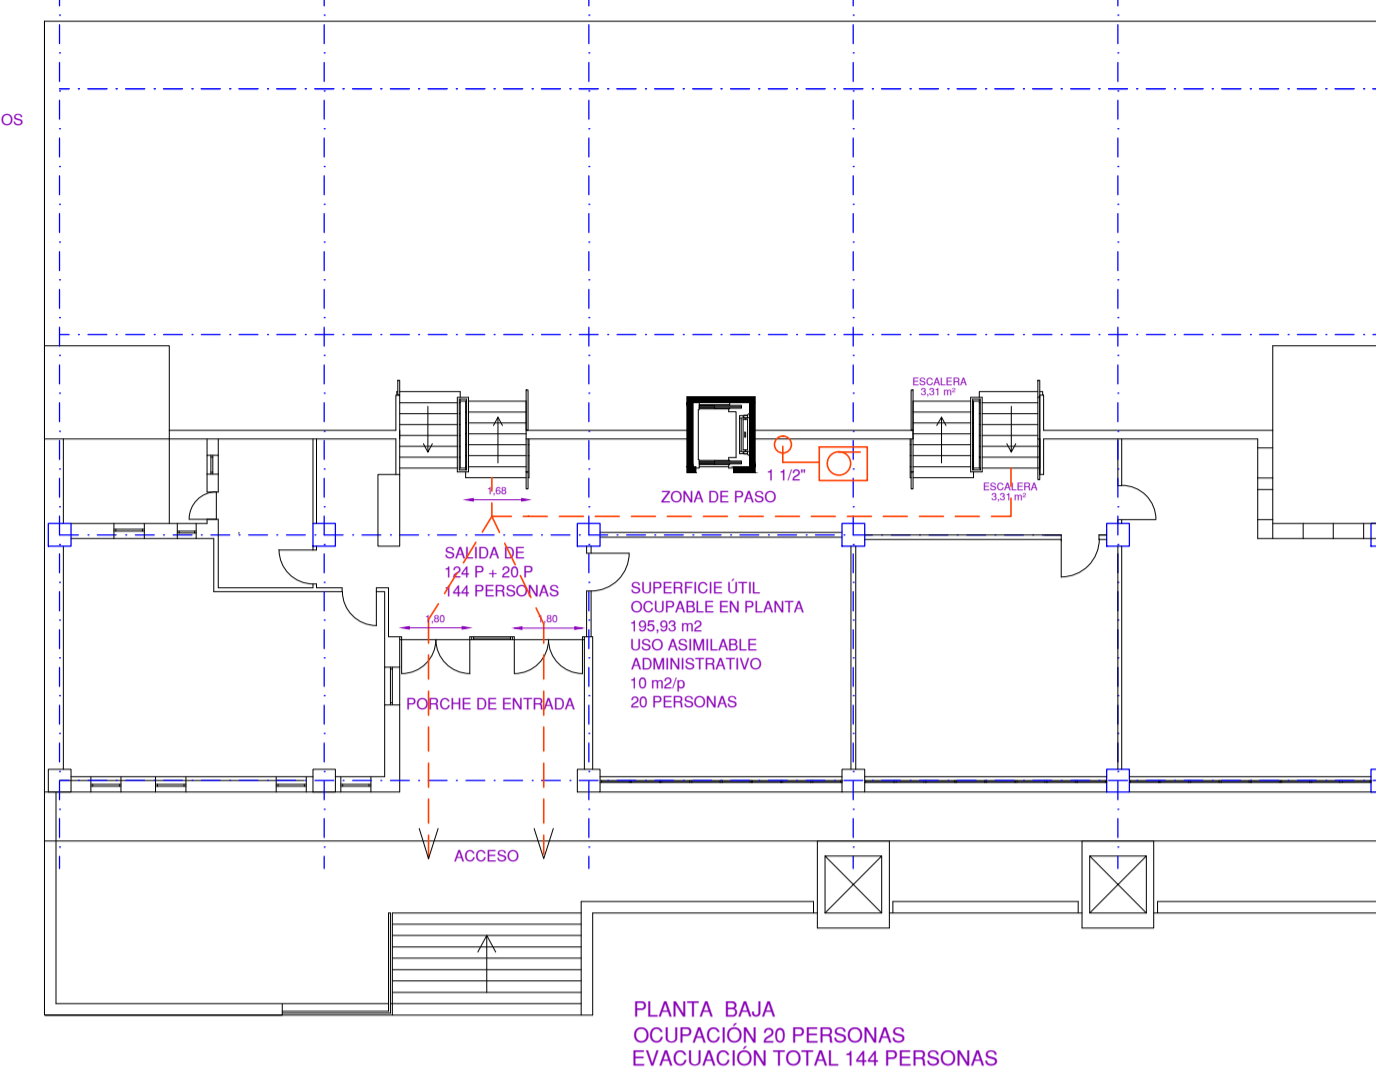 OS
ESCALERA
3,31 m²
1 1/2"
ZONA DE PASO
1,68
ESCALERA
3,31 m²
SALIDA DE
124 P + 20 P
144 PERSONAS
1,80
1,80
SUPERFICIE ÚTIL
OCUPABLE EN PLANTA
195,93 m2
USO ASIMILABLE
ADMINISTRATIVO
10 m2/p
20 PERSONAS
PORCHE DE ENTRADA
ACCESO
PLANTA BAJA
OCUPACIÓN 20 PERSONAS
EVACUACIÓN TOTAL 144 PERSONAS